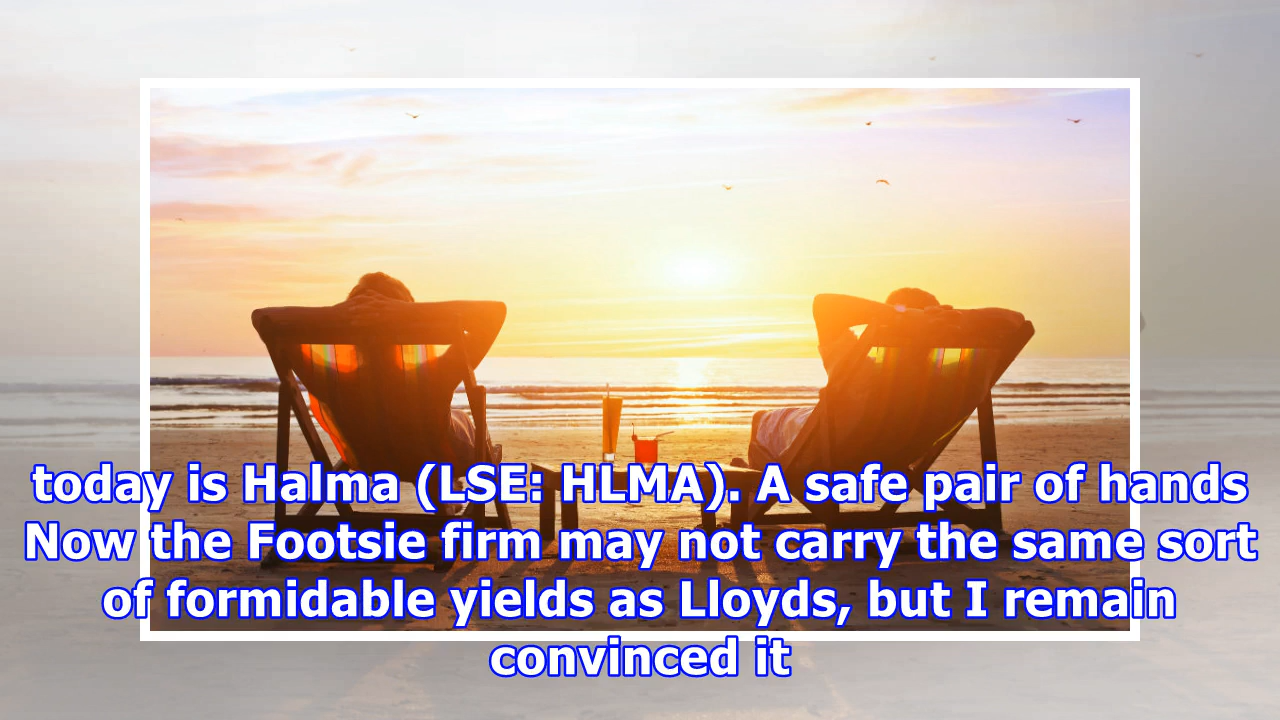 today is Halma (LSE: HLMA). A safe pair of hands
Now the Footsie firm may not carry the same sort
of formidable yields as Lloyds, but I remain
convinced it